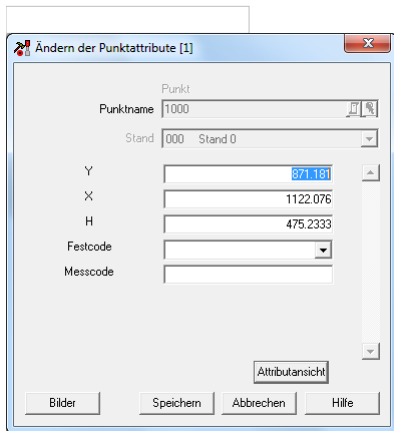 Ändern der Punktattribute [1]
Punkt
Punktname 1000
Stand 000 Stand 0
Y 871.181
X 1122.076
H 475.2333
Festcode
Messcode
Attributansicht
Bilder Speichern Abbrechen Hilfe